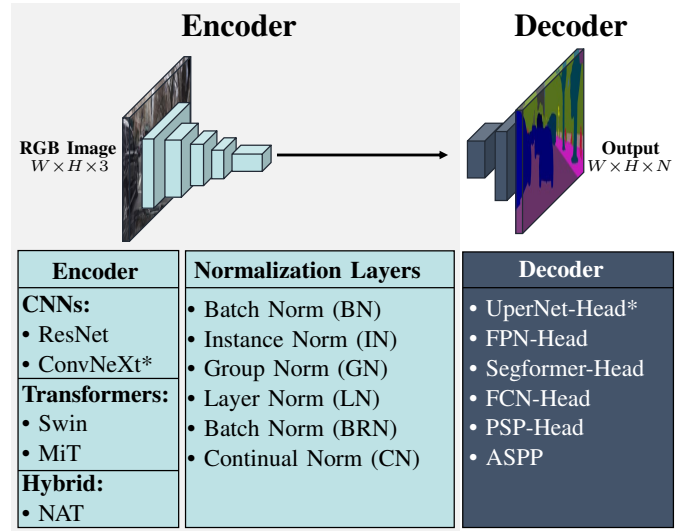 Encoder
Decoder
RGB Image
W×H×3
Output
W×H×N
Encoder
CNNs:
• ResNet
• ConvNeXt*
Transformers:
• Swin
• MiT
Hybrid:
• NAT
Normalization Layers
• Batch Norm (BN)
• Instance Norm (IN)
• Group Norm (GN)
• Layer Norm (LN)
• Batch Norm (BRN)
• Continual Norm (CN)
Decoder
• UperNet-Head*
• FPN-Head
• Segformer-Head
• FCN-Head
• PSP-Head
• ASPP